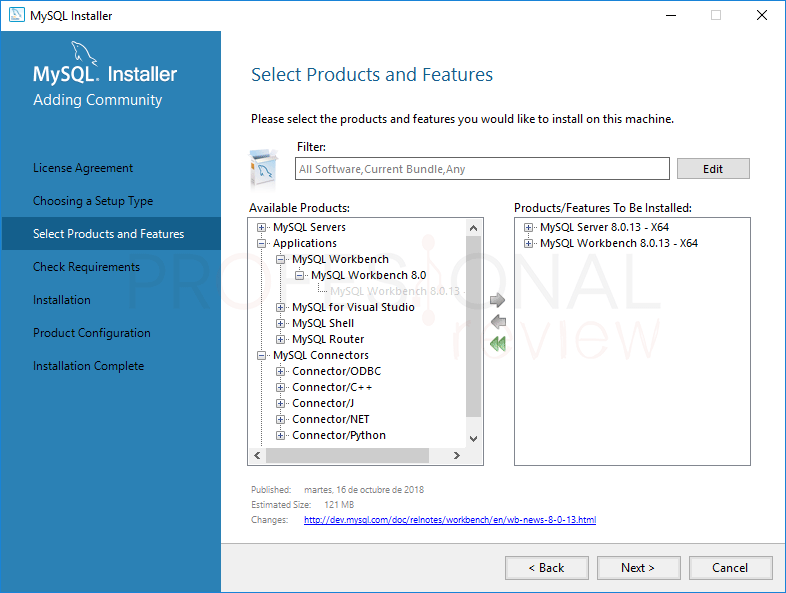 MySQL Installer
MySQL. Installer
Adding Community
License Agreement
Choosing a Setup Type
Select Products and Features
Check Requirements
Installation
Product Configuration
Installation Complete
Select Products and Features
Please select the products and features you would like to install on this machine.
Filter:
All Software,Current Bundle,Any
Edit
Available Products:
MySQL Servers
Applications
MySQL Workbench
MySQL Workbench 8.0
MySQL Workbench 8.0.13 -
MySQL for Visual Studio
MySQL Shell
MySQL Router
MySQL Connectors
Connector/ODBC
Connector/C++
Connector/J
Connector/NET
Connector/Python
Products/Features To Be Installed:
MySQL Server 8.0.13 - X64
MySQL Workbench 8.0.13 - X64
PROFESIONAL
review
Published: martes, 16 de octubre de 2018
Estimated Size: 121 MB
Changes: http://dev.mysql.com/doc/relnotes/workbench/en/wb-news-8-0-13.html
< Back
Next >
Cancel